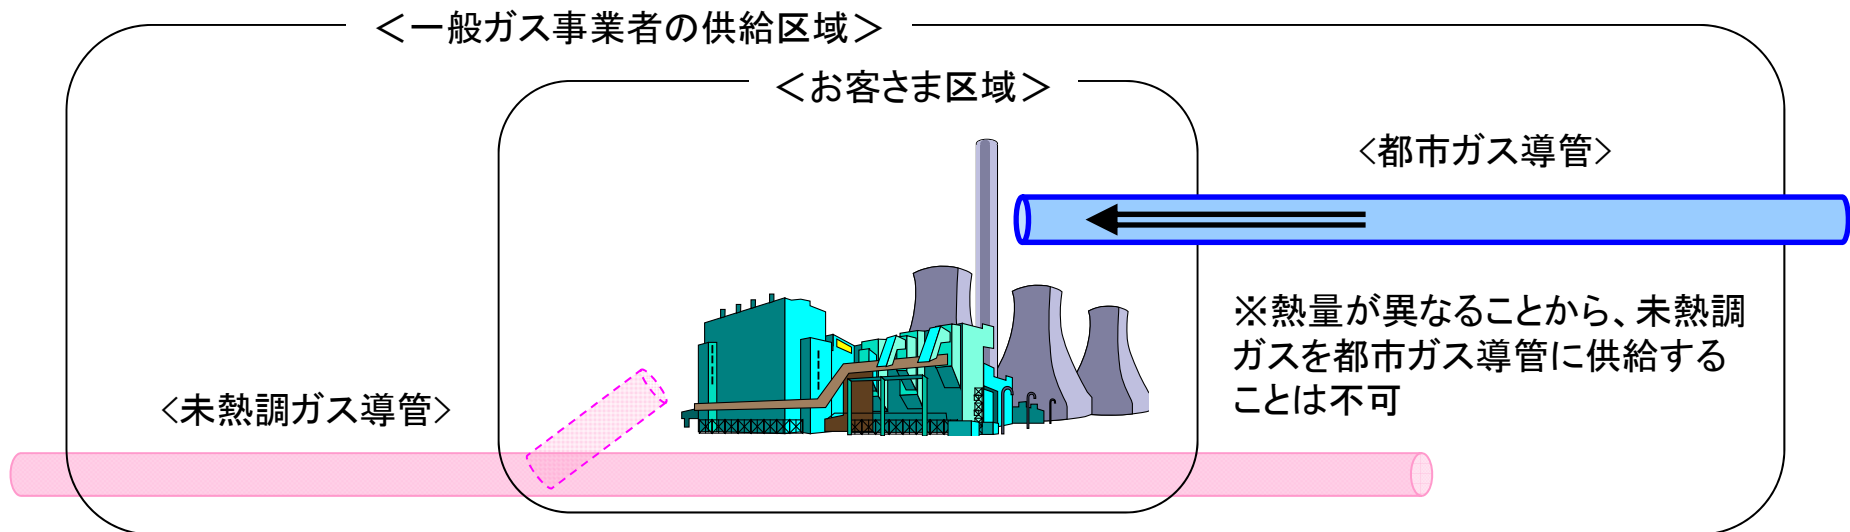 ＜一般ガス事業者の供給区域＞
＜お客さま区域＞
<都市ガス導管>
※熱量が異なることから、未熱調
ガスを都市ガス導管に供給する
ことは不可
<未熱調ガス導管>